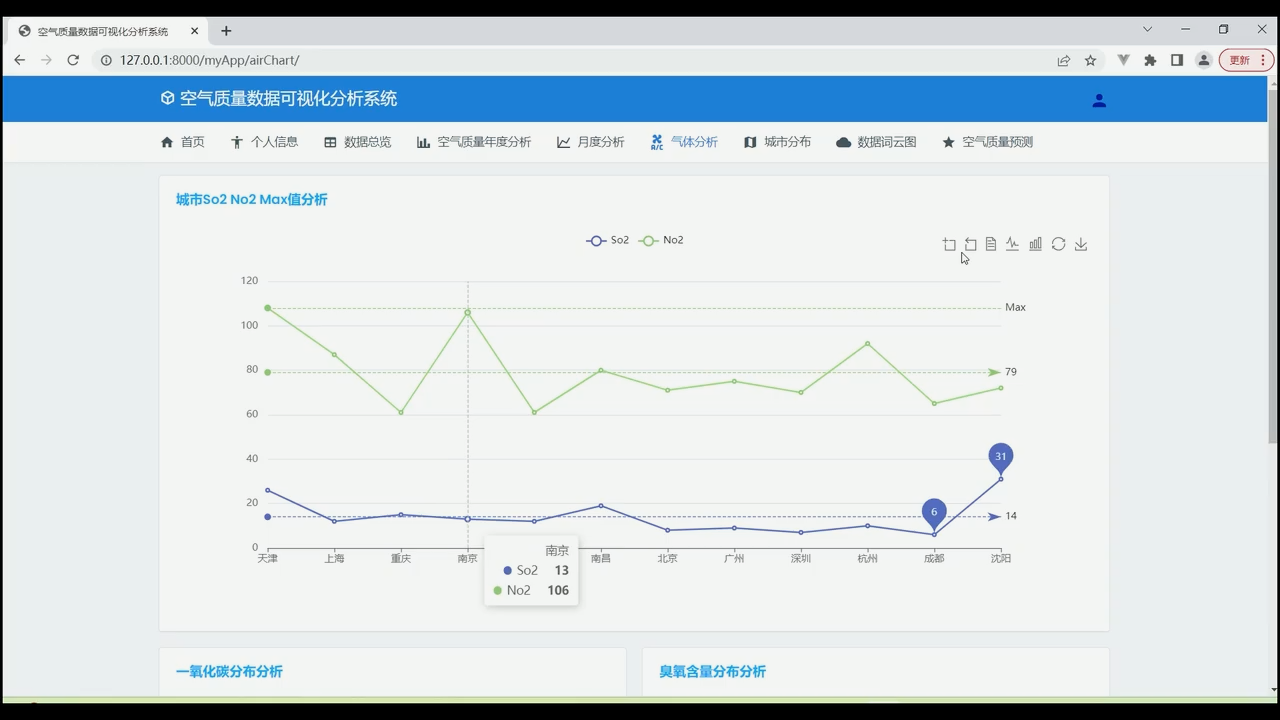 空气质量数据可视化分析系统
127.0.0.1:8000/myApp/airChart/
更新
空气质量数据可视化分析系统
首页 个人信息 数据总览 空气质量年度分析 月度分析 A/C 气体分析 城市分布 数据词云图 空气质量预测
城市So2 No2 Max值分析
So2 No2
120
Max
100
80
79
60
40
31
20
6
14
0
天津 上海 重庆 南京 南昌 北京 广州 深圳 杭州 成都 沈阳
南京
So2 13
No2 106
一氧化碳分布分析 臭氧含量分布分析